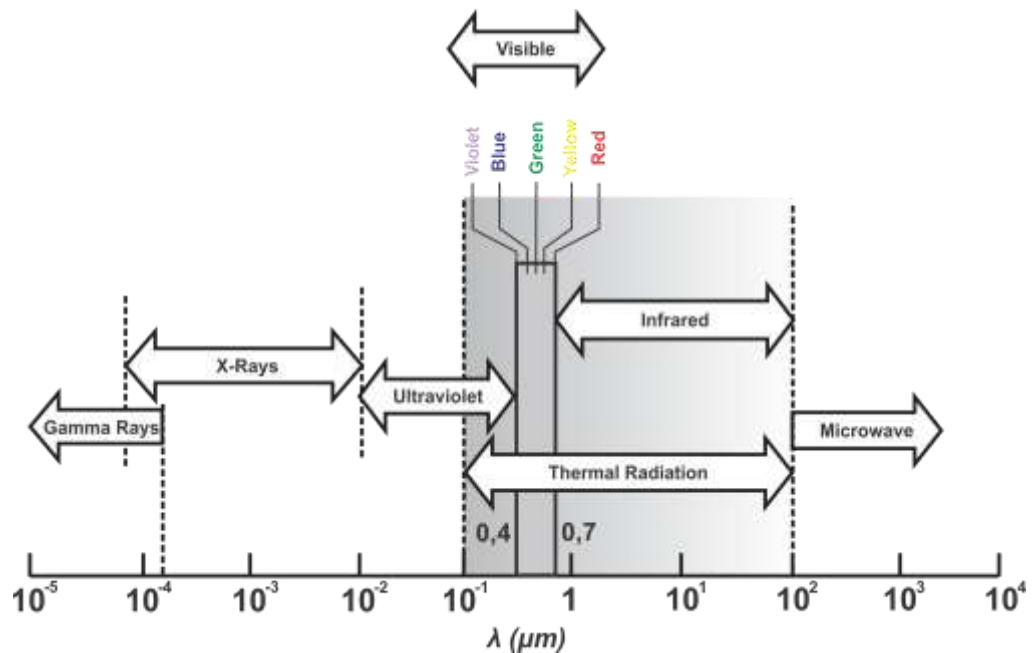 Visible
Violet
Blue
Green
Yellow
Red
Infrared
X-Rays
Ultraviolet
Gamma Rays
Microwave
Thermal Radiation
0,4
0,7
10⁻⁵ 10⁻⁴ 10⁻³ 10⁻² 10⁻¹ 1 10¹ 10² 10³ 10⁴
λ (μm)